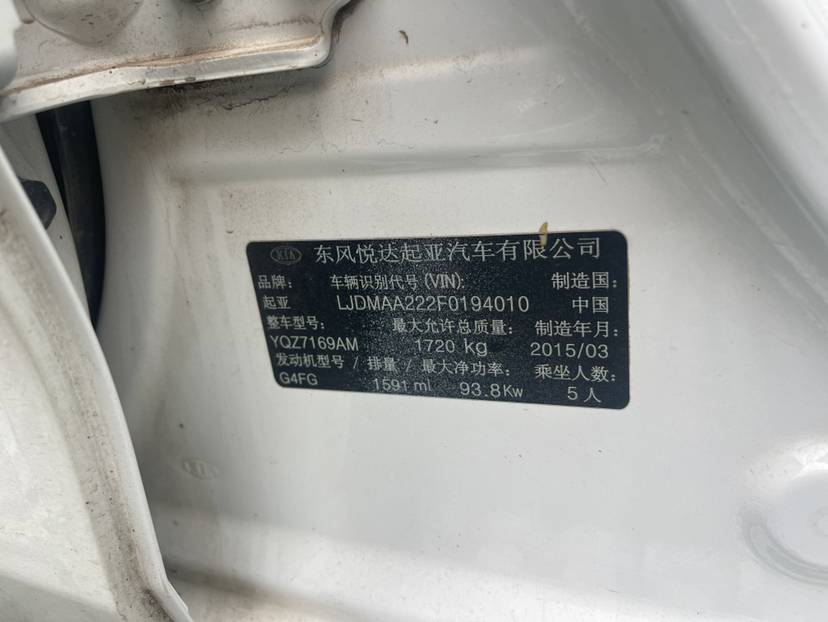 KIA 东风悦达起亚汽车有限公司
品牌: 车辆识别代号(VIN): 制造国:
起亚 LJDMAA222F0194010 中国
整车型号: 最大允许总质量: 制造年月:
YQZ7169AM 1720 kg 2015/03
发动机型号 / 排量 / 最大净功率: 乘坐人数:
G4FG 1591 ml 93.8Kw 5人